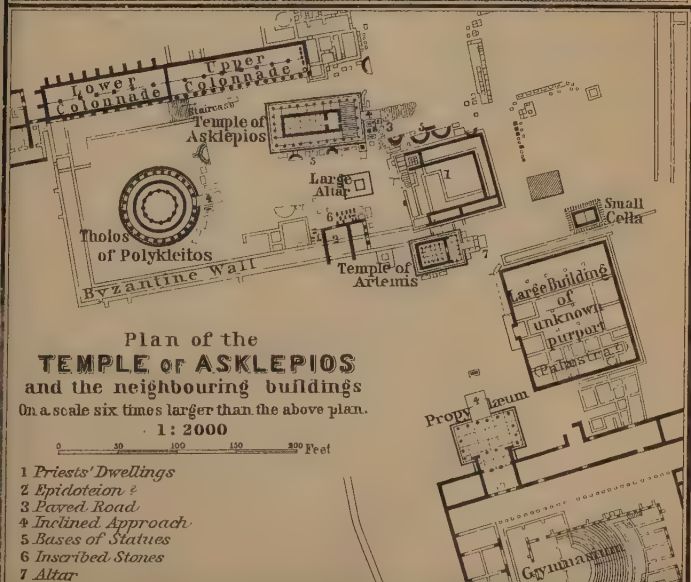 Lower
Colonnade
Upper
Colonnade
Staircase
Temple of
Asklepios
3
5
5
1
Large
Altar
6
2
Small
Cella
Tholos
of Polykleitos
Temple of
Artemis
7
Byzantine Wall
Large Building
of
unknown
purport
(Palæstra?)
Plan of the
TEMPLE OF ASKLEPIOS
and the neighbouring buildings
On a scale six times larger than the above plan.
1: 2000
0 50 100 150 200 Feet
4
Propylæum
1 Priests' Dwellings
2 Epidoteion ?
3 Paved Road
4 Inclined Approach
5 Bases of Statues
6 Inscribed Stones
7 Altar
Gymnasium